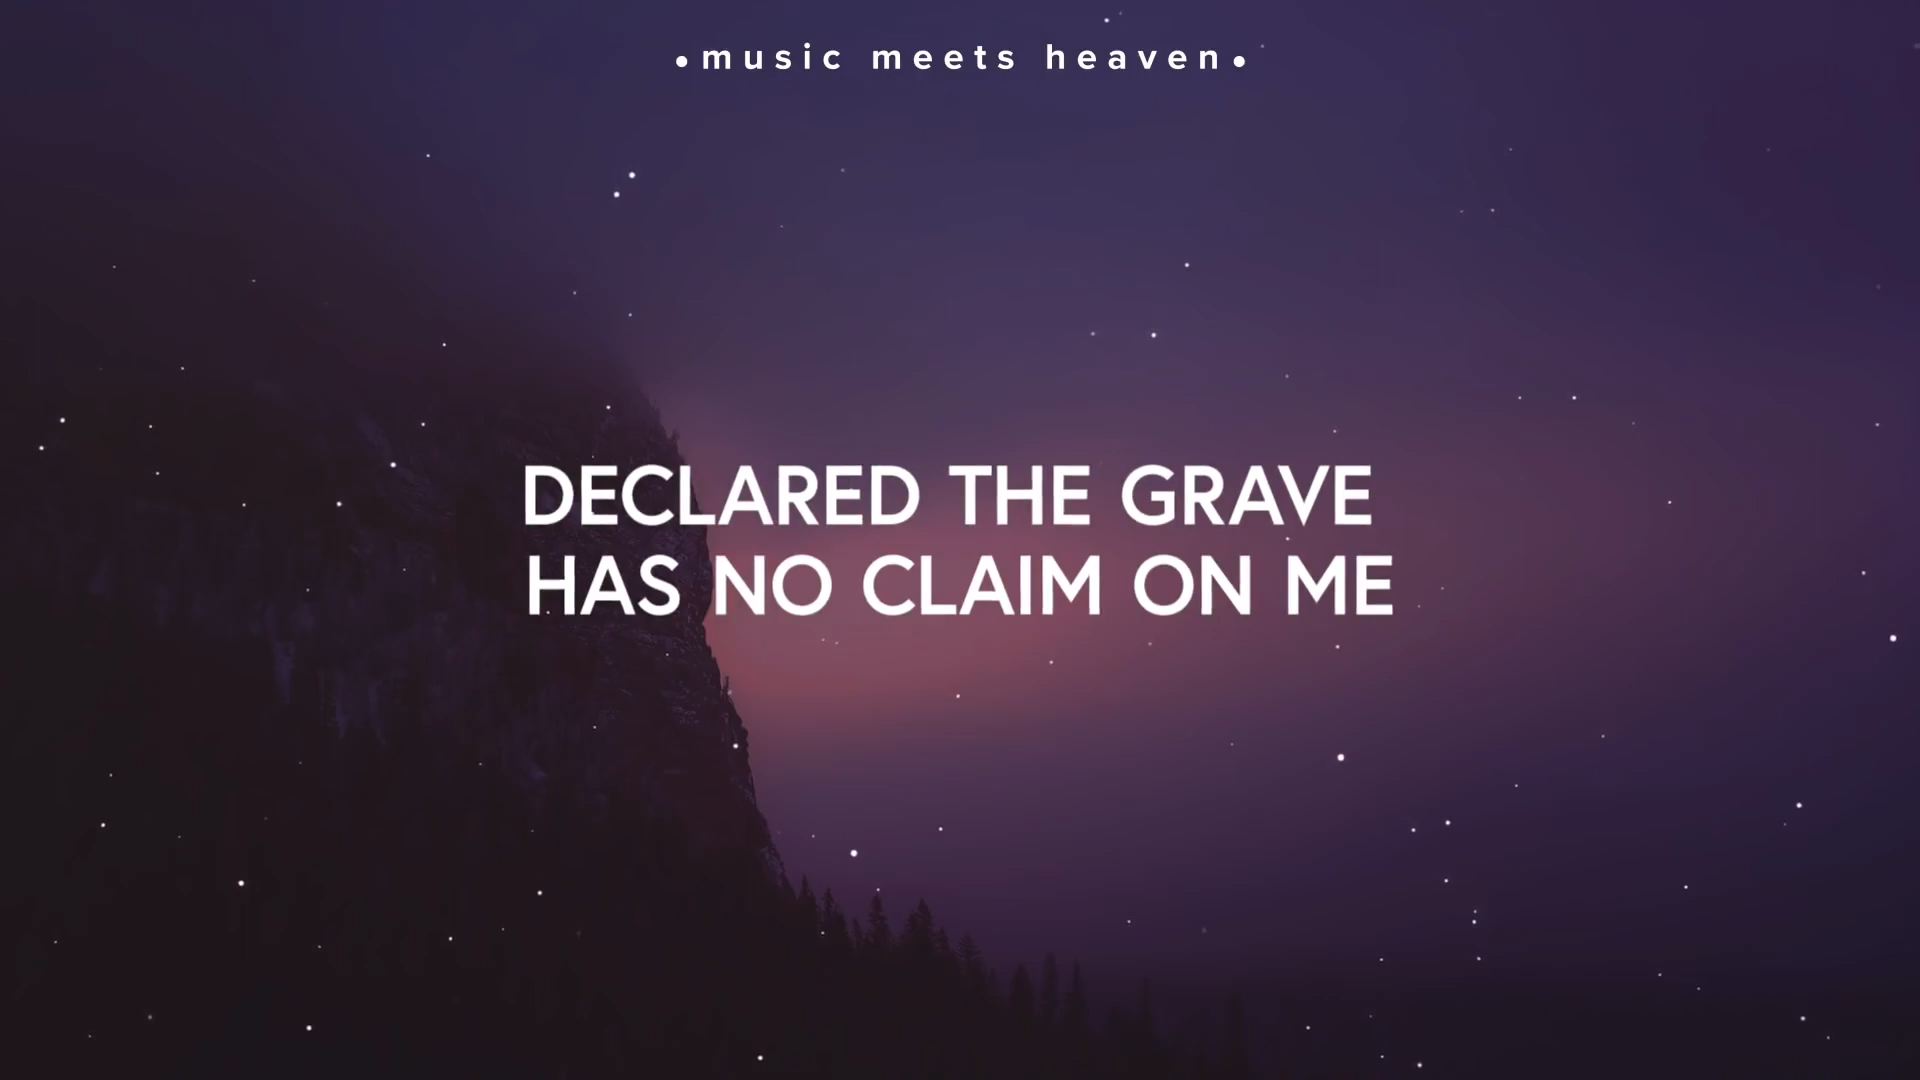 •music meets heaven•
DECLARED THE GRAVE
HAS NO CLAIM ON ME